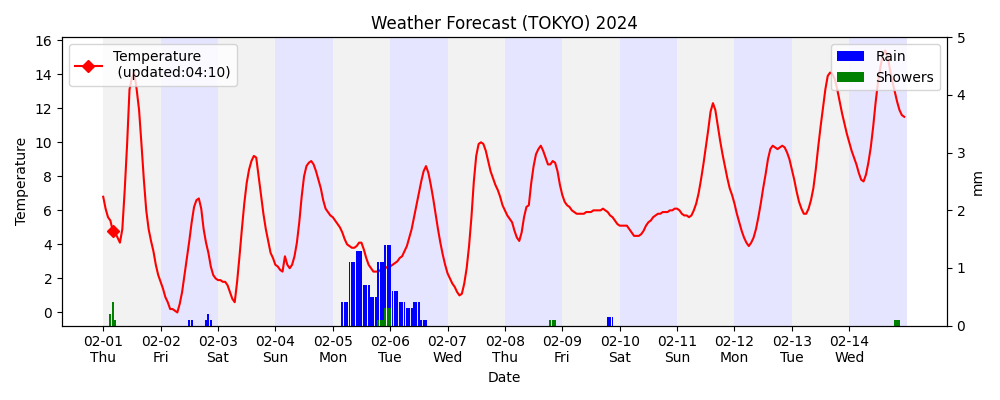 Weather Forecast (TOKYO) 2024
Temperature
(updated:04:10)
Rain
Showers
Temperature
16
14
12
10
8
6
4
2
0
5
4
3
2
1
0
mm
02-01 02-02 02-03 02-04 02-05 02-06 02-07 02-08 02-09 02-10 02-11 02-12 02-13 02-14
Thu Fri Sat Sun Mon Tue Wed Thu Fri Sat Sun Mon Tue Wed
Date